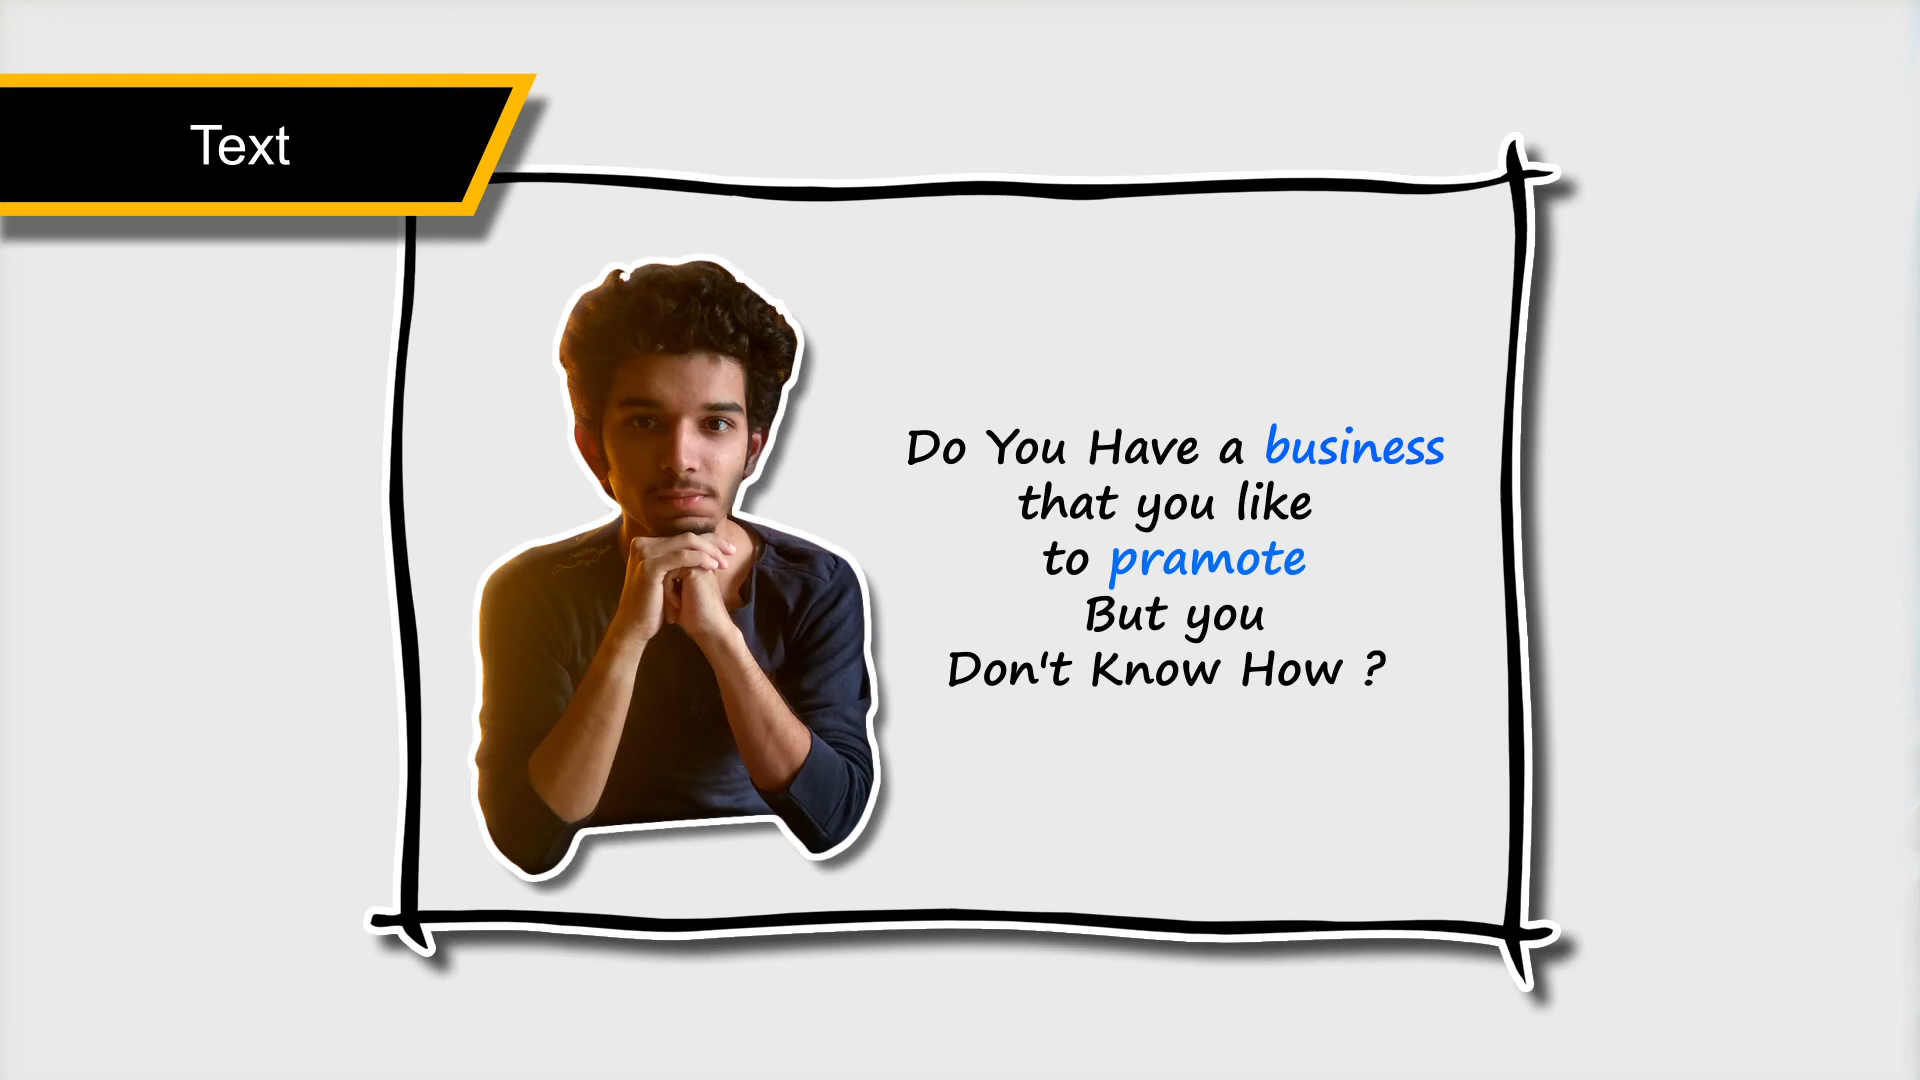 Text
Do You Have a business
that you like
to pramote
But you
Don't Know How ?